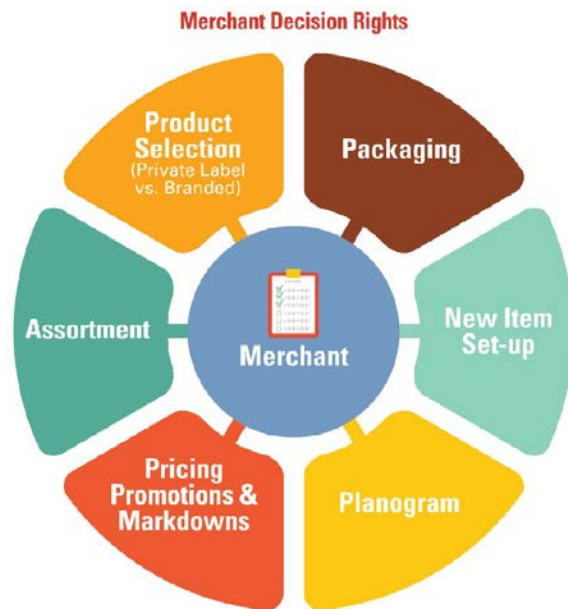 Merchant Decision Rights
Product
Selection
(Private Label
vs. Branded)
Packaging
Assortment
Merchant
New Item
Set-up
Pricing
Promotions &
Markdowns
Planogram